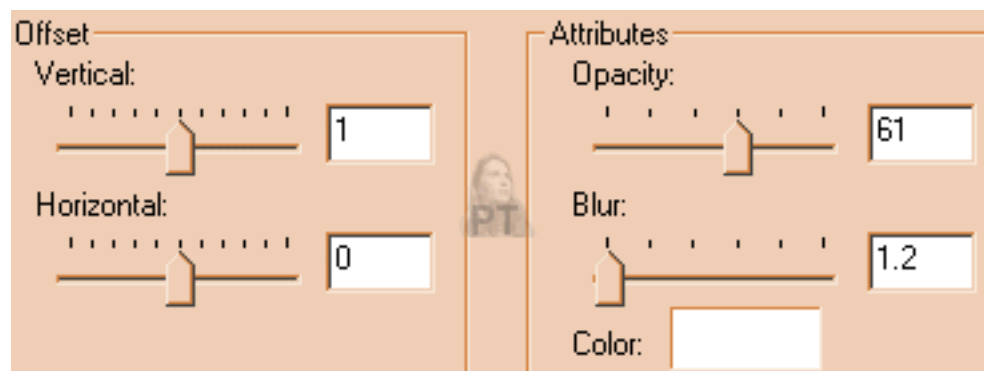 Offset
Vertical:
1
Horizontal:
0
PT
Attributes
Opacity:
61
Blur:
1.2
Color: